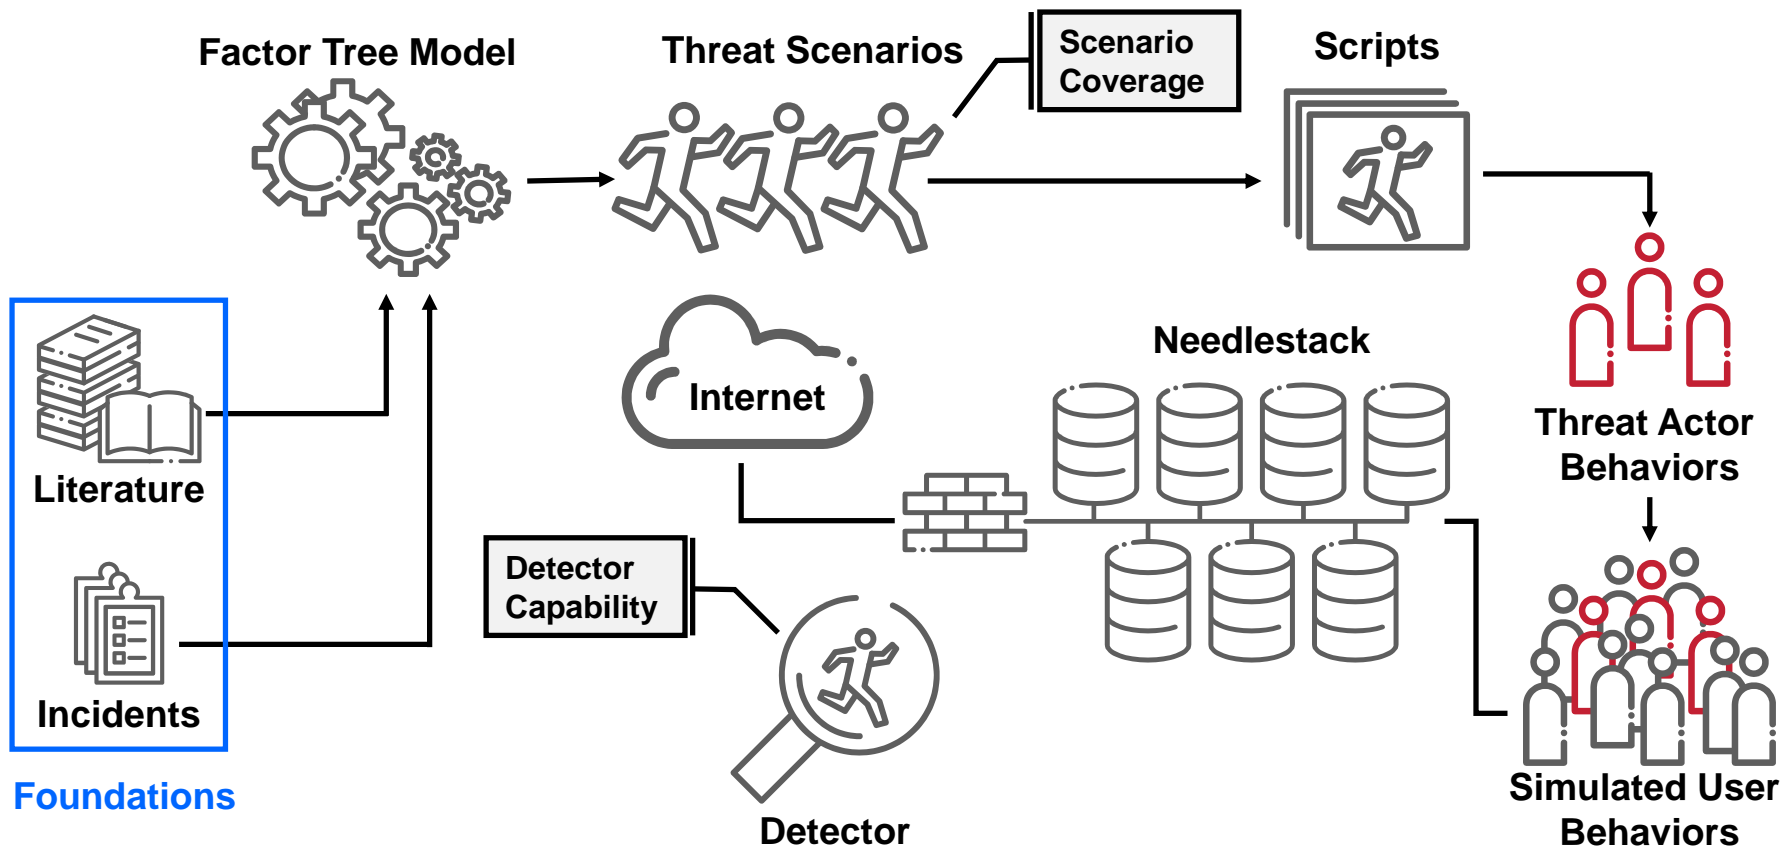 Factor Tree Model
Threat Scenarios
Scenario
Coverage
Scripts
Literature
Incidents
Foundations
Internet
Needlestack
Threat Actor
Behaviors
Detector
Capability
Detector
Simulated User
Behaviors